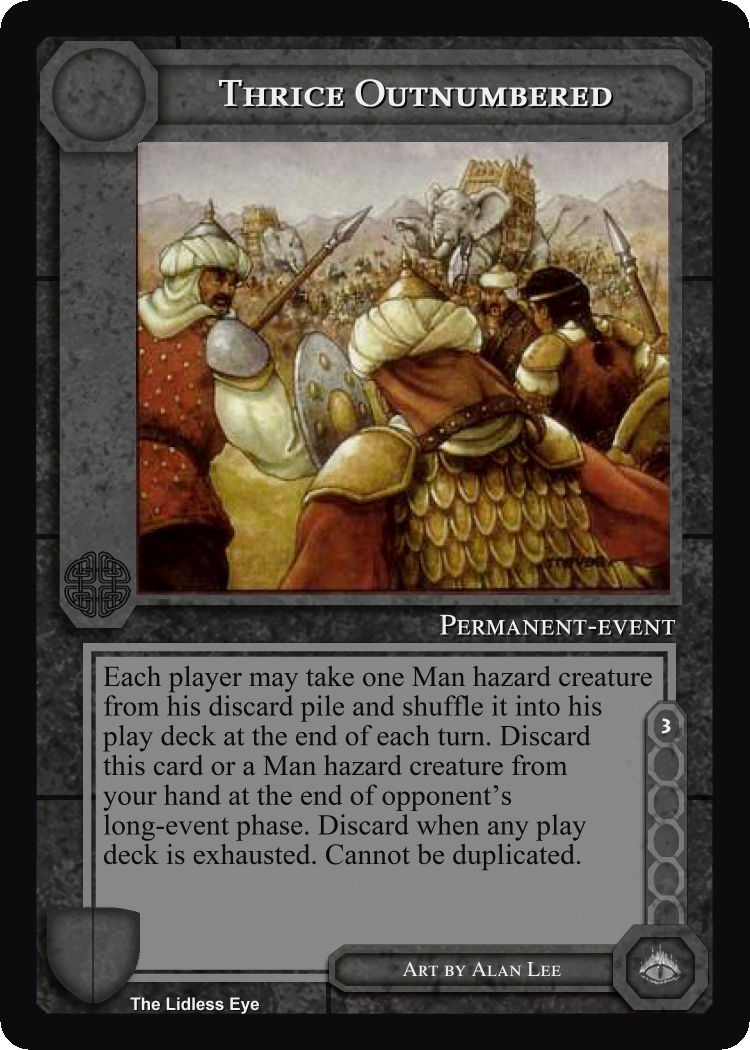 Thrice Outnumbered
Permanent-event
Each player may take one Man hazard creature
from his discard pile and shuffle it into his
play deck at the end of each turn. Discard
this card or a Man hazard creature from
your hand at the end of opponent's
long-event phase. Discard when any play
deck is exhausted. Cannot be duplicated.
3
Art by Alan Lee
The Lidless Eye